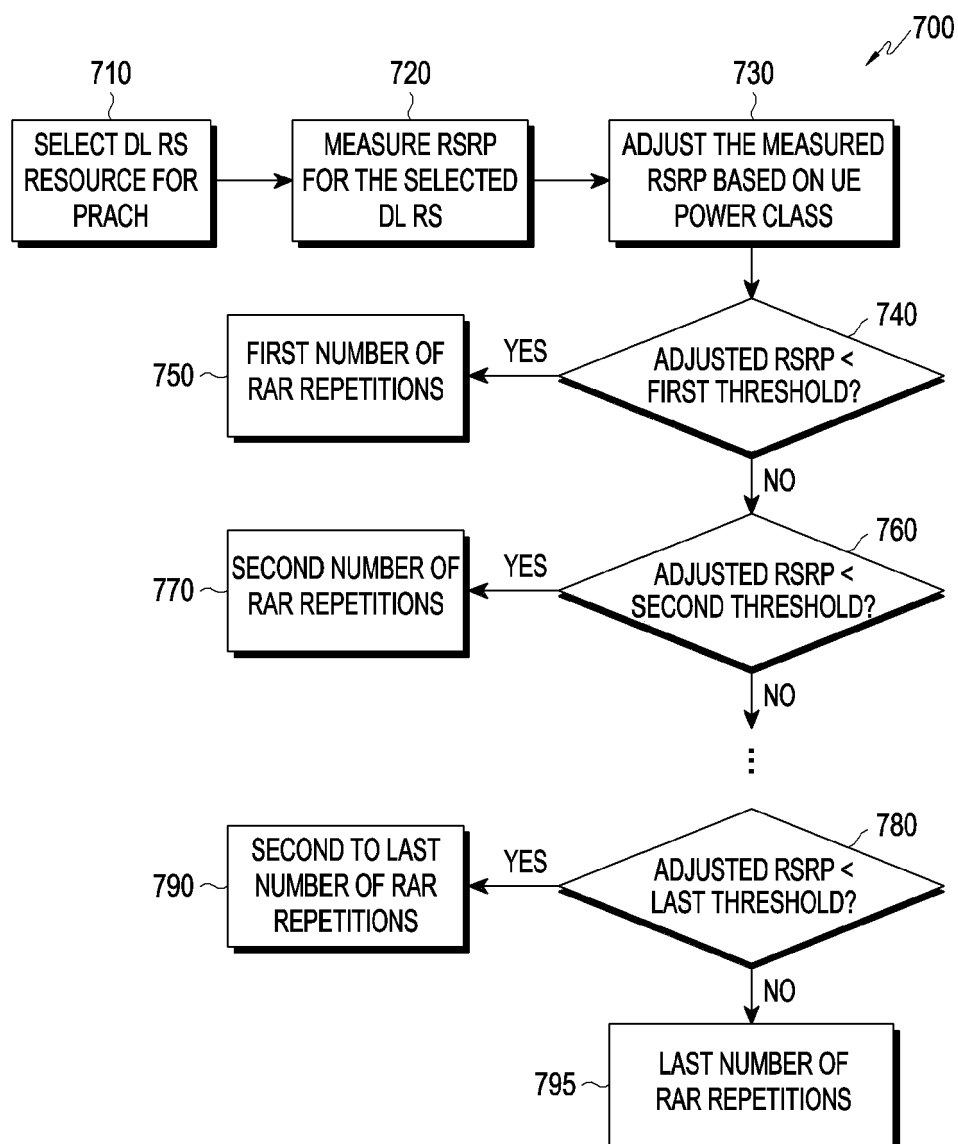 700
710
SELECT DL RS
RESOURCE FOR
PRACH
720
MEASURE RSRP
FOR THE SELECTED
DL RS
730
ADJUST THE MEASURED
RSRP BASED ON UE
POWER CLASS
740
ADJUSTED RSRP <
FIRST THRESHOLD?
YES
750
FIRST NUMBER OF
RAR REPETITIONS
NO
760
ADJUSTED RSRP <
SECOND THRESHOLD?
YES
770
SECOND NUMBER OF
RAR REPETITIONS
NO
⋮
780
ADJUSTED RSRP <
LAST THRESHOLD?
YES
790
SECOND TO LAST
NUMBER OF RAR
REPETITIONS
NO
795
LAST NUMBER OF
RAR REPETITIONS